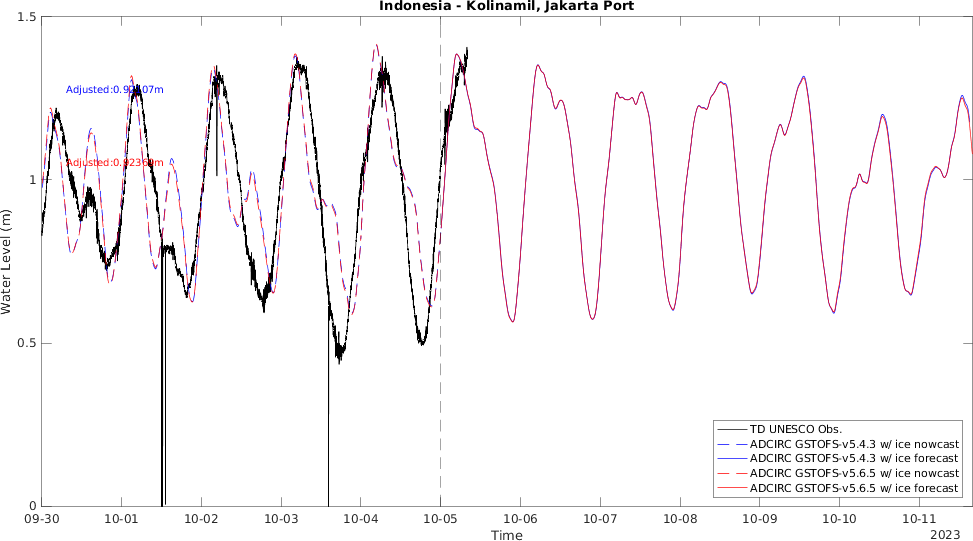 Indonesia - Kolinamil, Jakarta Port
1.5
1
0.5
0
Water Level (m)
Adjusted:0.92107m
Adjusted:0.92369m
TD UNESCO Obs.
ADCIRC GSTOFS-v5.4.3 w/ ice nowcast
ADCIRC GSTOFS-v5.4.3 w/ ice forecast
ADCIRC GSTOFS-v5.6.5 w/ ice nowcast
ADCIRC GSTOFS-v5.6.5 w/ ice forecast
09-30 10-01 10-02 10-03 10-04 10-05 10-06 10-07 10-08 10-09 10-10 10-11
Time
2023